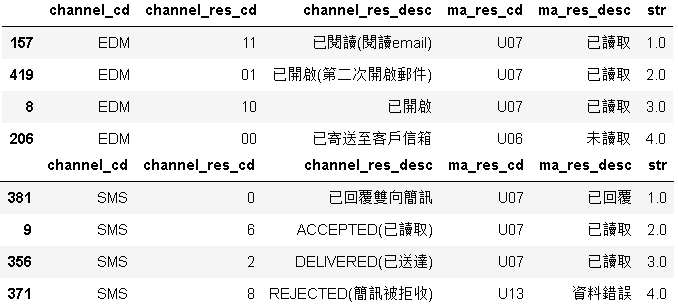 channel_cd channel_res_cd channel_res_desc ma_res_cd ma_res_desc str
157 EDM 11 已閱讀(閱讀email) U07 已讀取 1.0
419 EDM 01 已開啟(第二次開啟郵件) U07 已讀取 2.0
8 EDM 10 已開啟 U07 已讀取 3.0
206 EDM 00 已寄送至客戶信箱 U06 未讀取 4.0
channel_cd channel_res_cd channel_res_desc ma_res_cd ma_res_desc str
381 SMS 0 已回覆雙向簡訊 U07 已回覆 1.0
9 SMS 6 ACCEPTED(已讀取) U07 已讀取 2.0
356 SMS 2 DELIVERED(已送達) U07 已讀取 3.0
371 SMS 8 REJECTED(簡訊被拒收) U13 資料錯誤 4.0